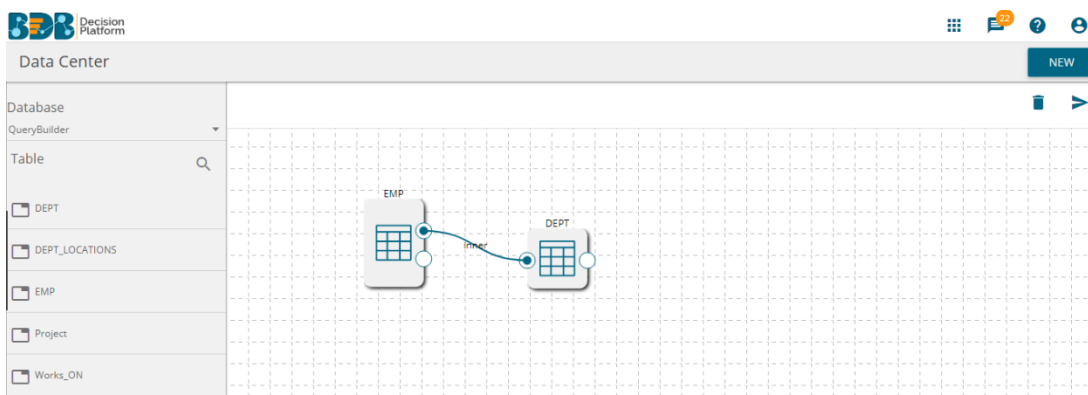 BDB Decision
Platform
22
Data Center
NEW
Database
QueryBuilder
Table
DEPT
DEPT_LOCATIONS
EMP
Project
Works_ON
EMP
inner
DEPT